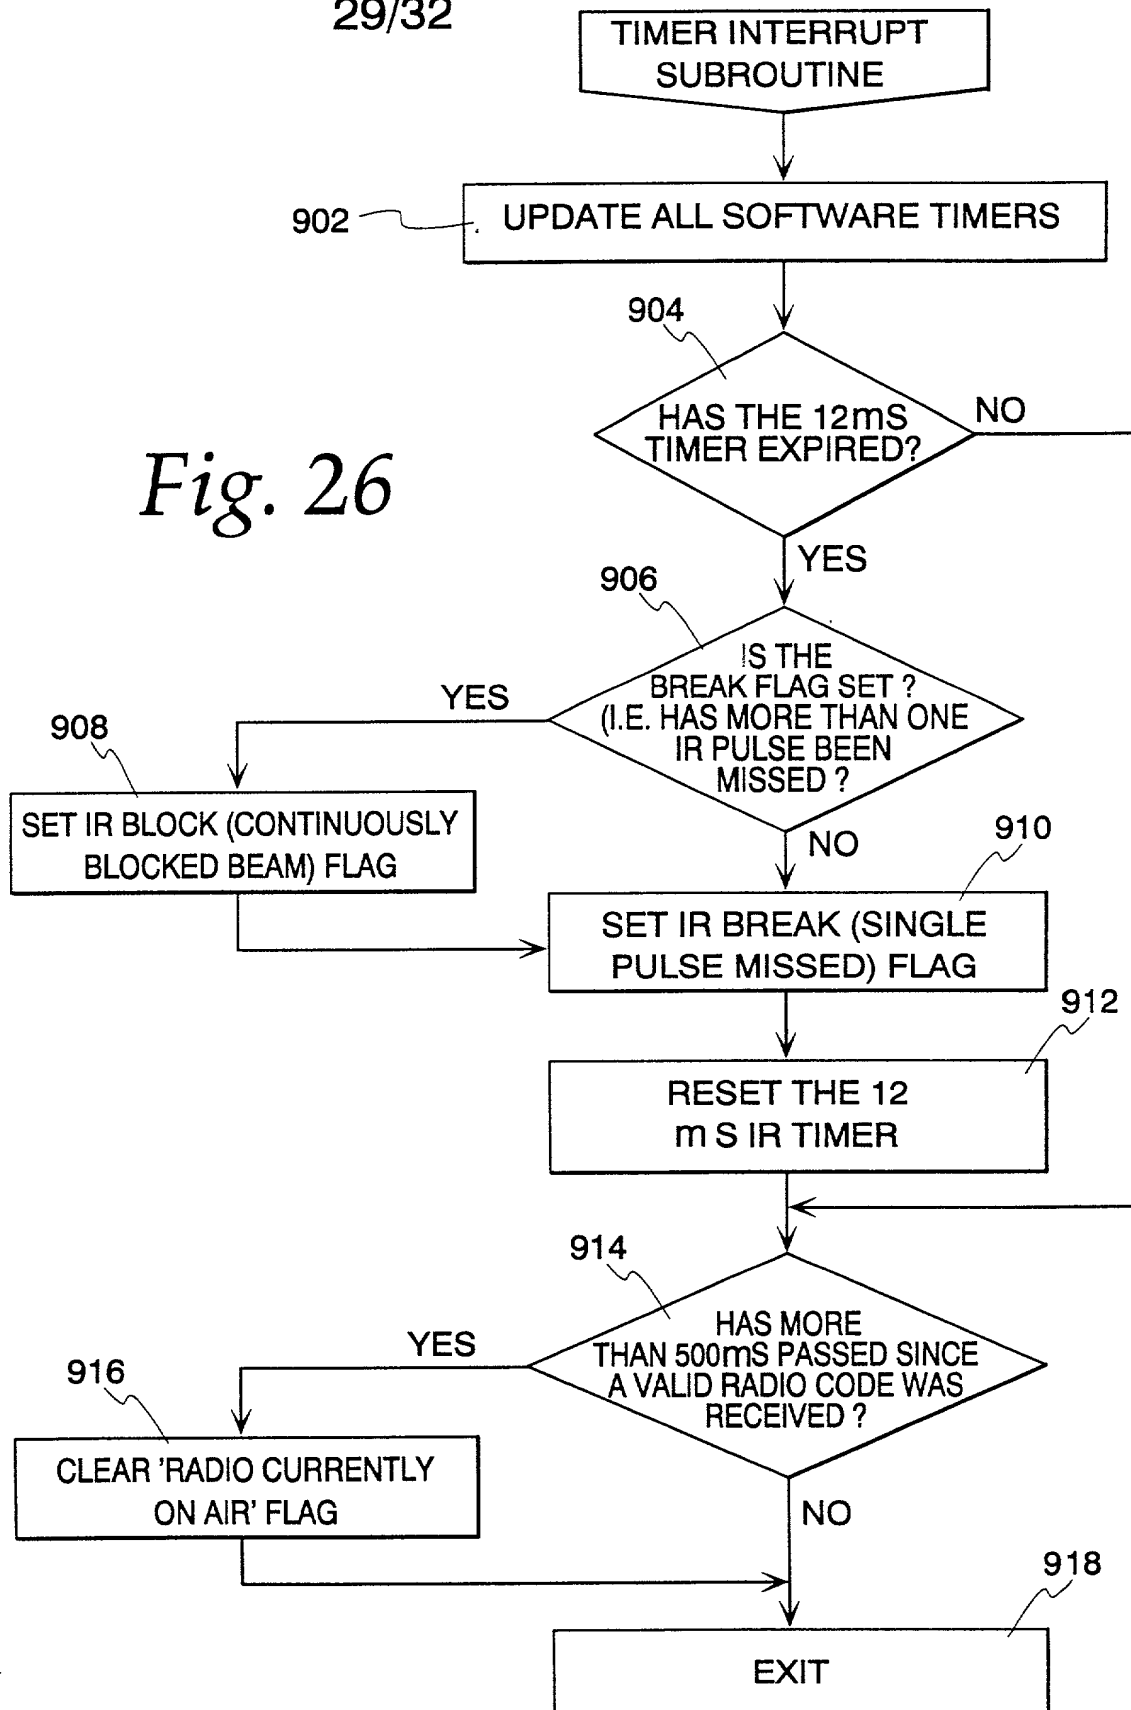 29/32
TIMER INTERRUPT
SUBROUTINE
902
UPDATE ALL SOFTWARE TIMERS
904
HAS THE 12mS
TIMER EXPIRED?
NO
Fig. 26
YES
906
IS THE
BREAK FLAG SET ?
(I.E. HAS MORE THAN ONE
IR PULSE BEEN
MISSED ?
YES
908
SET IR BLOCK (CONTINUOUSLY
BLOCKED BEAM) FLAG
NO
910
SET IR BREAK (SINGLE
PULSE MISSED) FLAG
912
RESET THE 12
m S IR TIMER
914
HAS MORE
THAN 500mS PASSED SINCE
A VALID RADIO CODE WAS
RECEIVED ?
YES
916
CLEAR 'RADIO CURRENTLY
ON AIR' FLAG
NO
918
EXIT